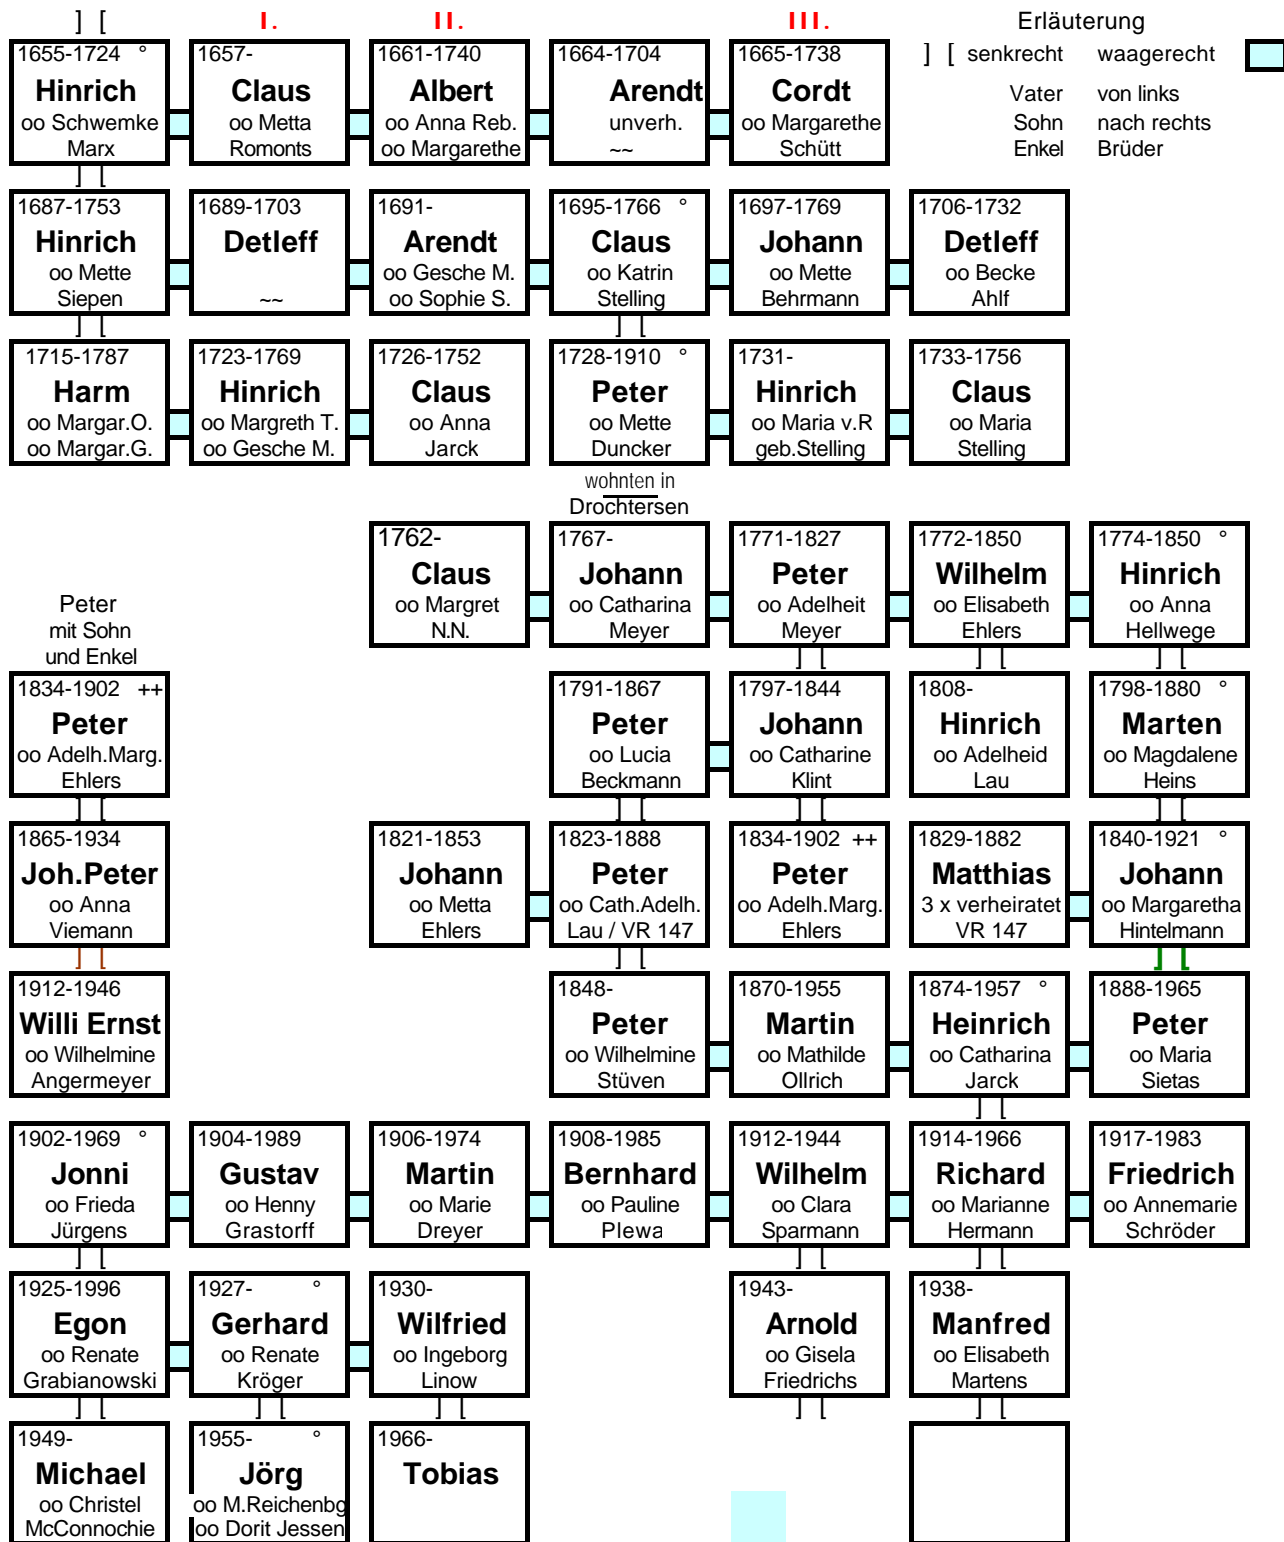 ] [ I. II. III. Erläuterung
] [ senkrecht waagerecht
Vater von links
Sohn nach rechts
Enkel Brüder
1655-1724 °
Hinrich
oo Schwemke
Marx
] [
1657-
Claus
oo Metta
Romonts
1661-1740
Albert
oo Anna Reb.
oo Margarethe
1664-1704
Arendt
unverh.
~~
1665-1738
Cordt
oo Margarethe
Schütt
1687-1753
Hinrich
oo Mette
Siepen
] [
1689-1703
Detleff
~~
1691-
Arendt
oo Gesche M.
oo Sophie S.
1695-1766 °
Claus
oo Katrin
Stelling
] [
1697-1769
Johann
oo Mette
Behrmann
1706-1732
Detleff
oo Becke
Ahlf
1715-1787
Harm
oo Margar.O.
oo Margar.G.
1723-1769
Hinrich
oo Margreth T.
oo Gesche M.
1726-1752
Claus
oo Anna
Jarck
1728-1910 °
Peter
oo Mette
Duncker
1731-
Hinrich
oo Maria v.R
geb.Stelling
1733-1756
Claus
oo Maria
Stelling
wohnten in
Drochtersen
1762-
Claus
oo Margret
N.N.
1767-
Johann
oo Catharina
Meyer
1771-1827
Peter
oo Adelheit
Meyer
] [
1772-1850
Wilhelm
oo Elisabeth
Ehlers
] [
1774-1850 °
Hinrich
oo Anna
Hellwege
] [
Peter
mit Sohn
und Enkel
1834-1902 ++
Peter
oo Adelh.Marg.
Ehlers
] [
1791-1867
Peter
oo Lucia
Beckmann
] [
1797-1844
Johann
oo Catharine
Klint
] [
1808-
Hinrich
oo Adelheid
Lau
1798-1880 °
Marten
oo Magdalene
Heins
] [
1865-1934
Joh.Peter
oo Anna
Viemann
] [
1821-1853
Johann
oo Metta
Ehlers
1823-1888
Peter
oo Cath.Adelh.
Lau / VR 147
] [
1834-1902 ++
Peter
oo Adelh.Marg.
Ehlers
1829-1882
Matthias
3 x verheiratet
VR 147
1840-1921 °
Johann
oo Margaretha
Hintelmann
] [
1912-1946
Willi Ernst
oo Wilhelmine
Angermeyer
1848-
Peter
oo Wilhelmine
Stüven
1870-1955
Martin
oo Mathilde
Ollrich
1874-1957 °
Heinrich
oo Catharina
Jarck
] [
1888-1965
Peter
oo Maria
Sietas
1902-1969 °
Jonni
oo Frieda
Jürgens
] [
1904-1989
Gustav
oo Henny
Grastorff
1906-1974
Martin
oo Marie
Dreyer
1908-1985
Bernhard
oo Pauline
Plewa
1912-1944
Wilhelm
oo Clara
Sparmann
] [
1914-1966
Richard
oo Marianne
Hermann
] [
1917-1983
Friedrich
oo Annemarie
Schröder
1925-1996
Egon
oo Renate
Grabianowski
] [
1927- °
Gerhard
oo Renate
Kröger
] [
1930-
Wilfried
oo Ingeborg
Linow
] [
1943-
Arnold
oo Gisela
Friedrichs
] [
1938-
Manfred
oo Elisabeth
Martens
] [
1949-
Michael
oo Christel
McConnochie
1955- °
Jörg
oo M.Reichenbg
oo Dorit Jessen
1966-
Tobias